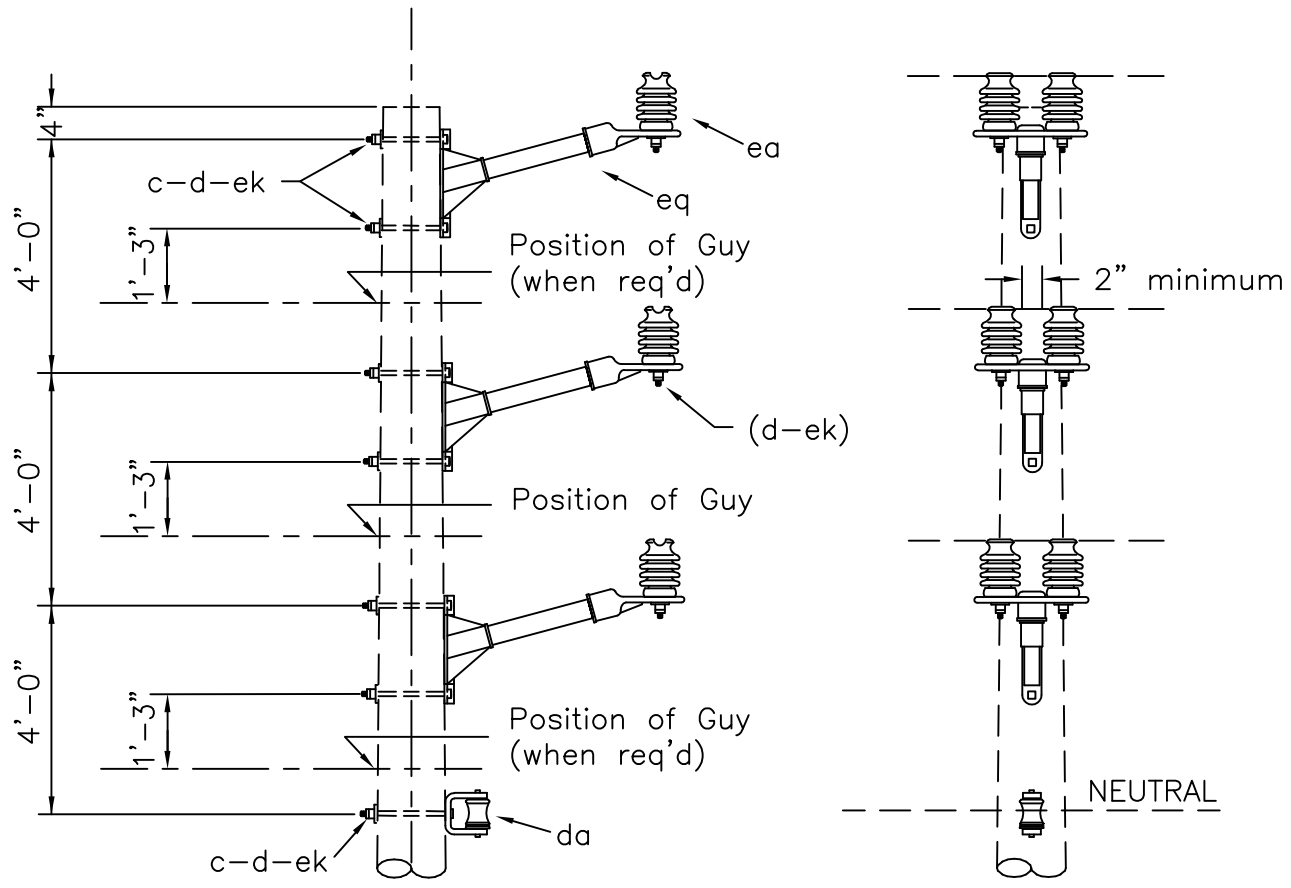 4”
ea
c-d-ek
eq
4’-0”
1’-3”
Position of Guy
(when req’d)
2” minimum
(d-ek)
4’-0”
1’-3”
Position of Guy
4’-0”
1’-3”
Position of Guy
(when req’d)
NEUTRAL
da
c-d-ek